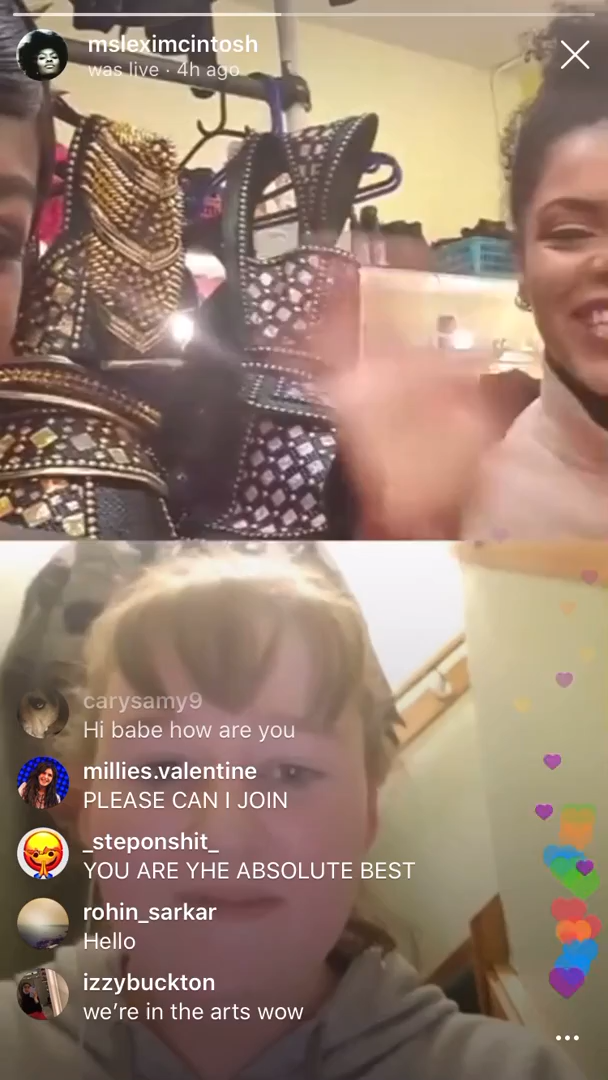 msleximcintosh
was live · 4h ago
carysamy9
Hi babe how are you
millies.valentine
PLEASE CAN I JOIN
_steponshit_
YOU ARE YHE ABSOLUTE BEST
rohin_sarkar
Hello
izzybuckton
we’re in the arts wow